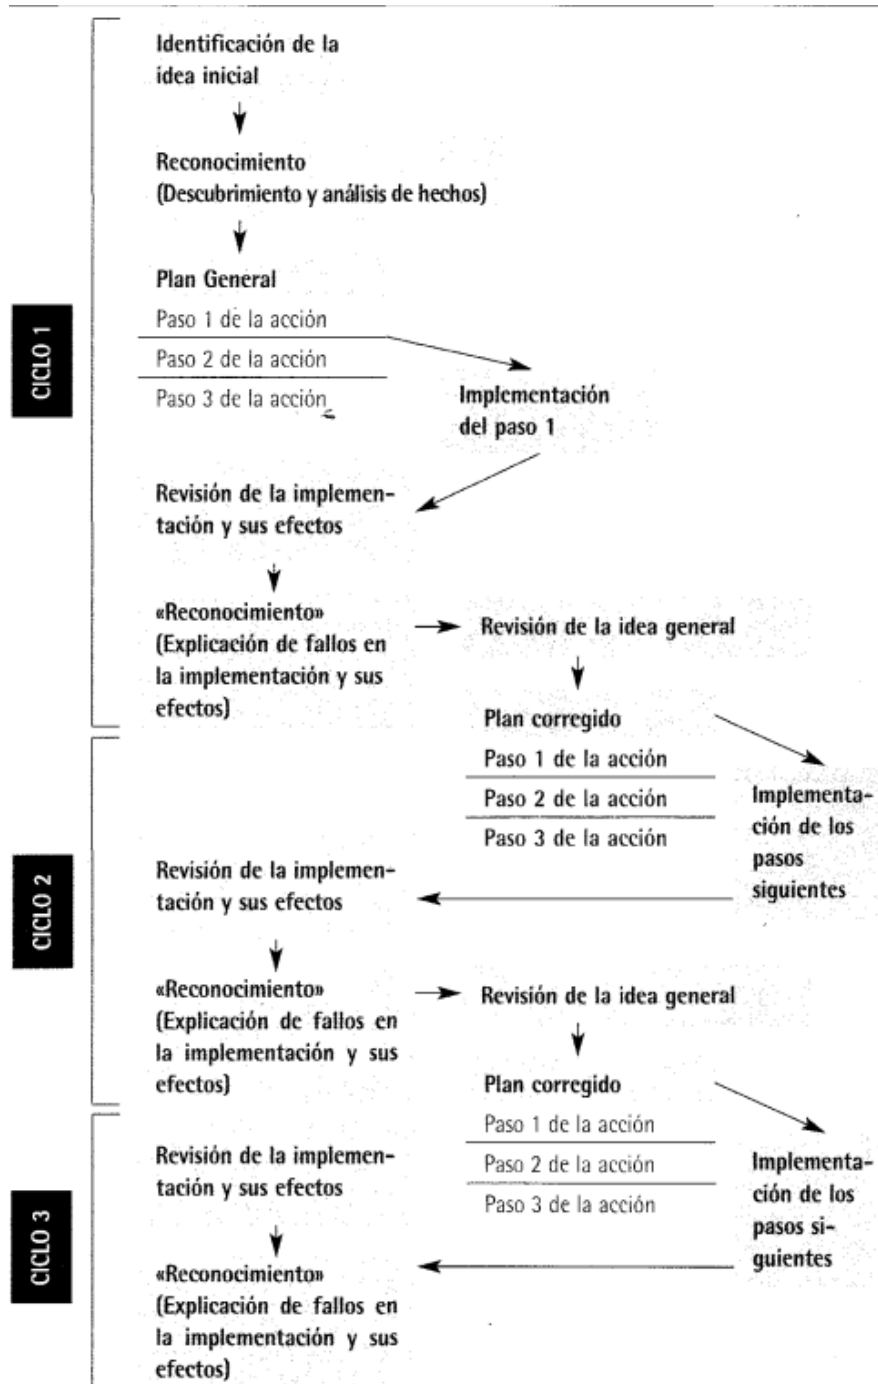 Identificación de la
idea inicial
Reconocimiento
(Descubrimiento y análisis de hechos)
Plan General
Paso 1 de la acción
Paso 2 de la acción
Paso 3 de la acción
CICLO 1
Implementación
del paso 1
Revisión de la implemen-
tación y sus efectos
«Reconocimiento»
(Explicación de fallos en
la implementación y sus
efectos)
Revisión de la idea general
Plan corregido
Paso 1 de la acción
Paso 2 de la acción
Paso 3 de la acción
Implementa-
ción de los
pasos
siguientes
CICLO 2
Revisión de la implemen-
tación y sus efectos
«Reconocimiento»
(Explicación de fallos en
la implementación y sus
efectos)
Revisión de la idea general
Plan corregido
Paso 1 de la acción
Paso 2 de la acción
Paso 3 de la acción
Implementa-
ción de los
pasos si-
guientes
CICLO 3
Revisión de la implemen-
tación y sus efectos
«Reconocimiento»
(Explicación de fallos en
la implementación y sus
efectos)